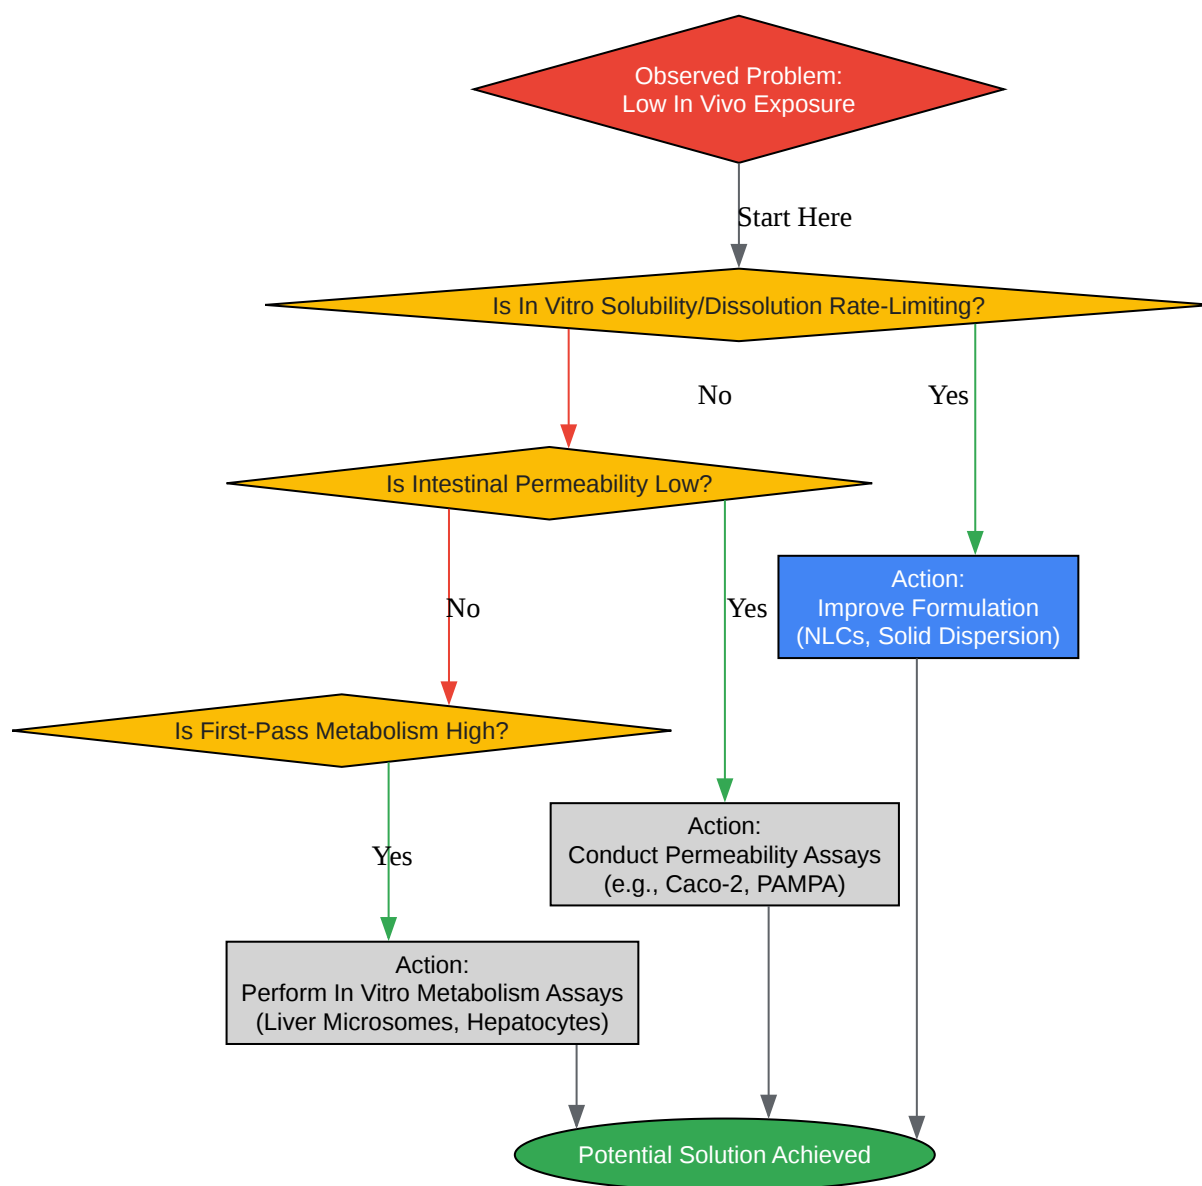 Observed Problem:
Low In Vivo Exposure
Start Here
Is In Vitro Solubility/Dissolution Rate-Limiting?
No
Yes
Is Intestinal Permeability Low?
Action:
Improve Formulation
(NLCs, Solid Dispersion)
No
Yes
Is First-Pass Metabolism High?
Action:
Conduct Permeability Assays
(e.g., Caco-2, PAMPA)
Yes
Action:
Perform In Vitro Metabolism Assays
(Liver Microsomes, Hepatocytes)
Potential Solution Achieved